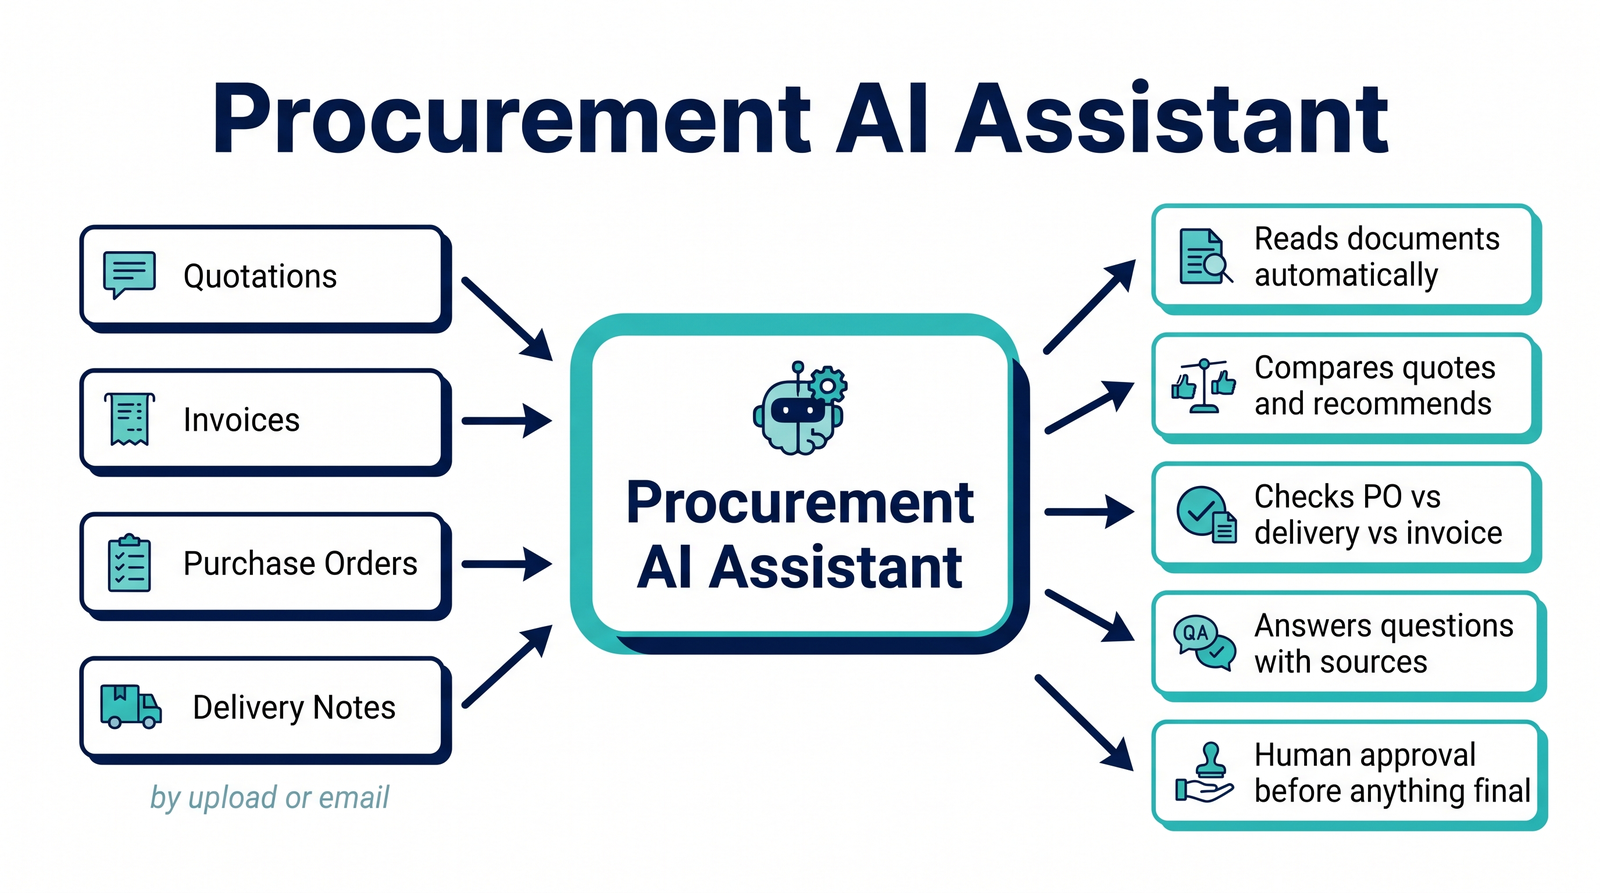 Procurement AI Assistant
Quotations
Invoices
Purchase Orders
Delivery Notes
by upload or email
Procurement
AI Assistant
Reads documents
automatically
Compares quotes
and recommends
Checks PO vs
delivery vs invoice
QA
Answers questions
with sources
Human approval
before anything final